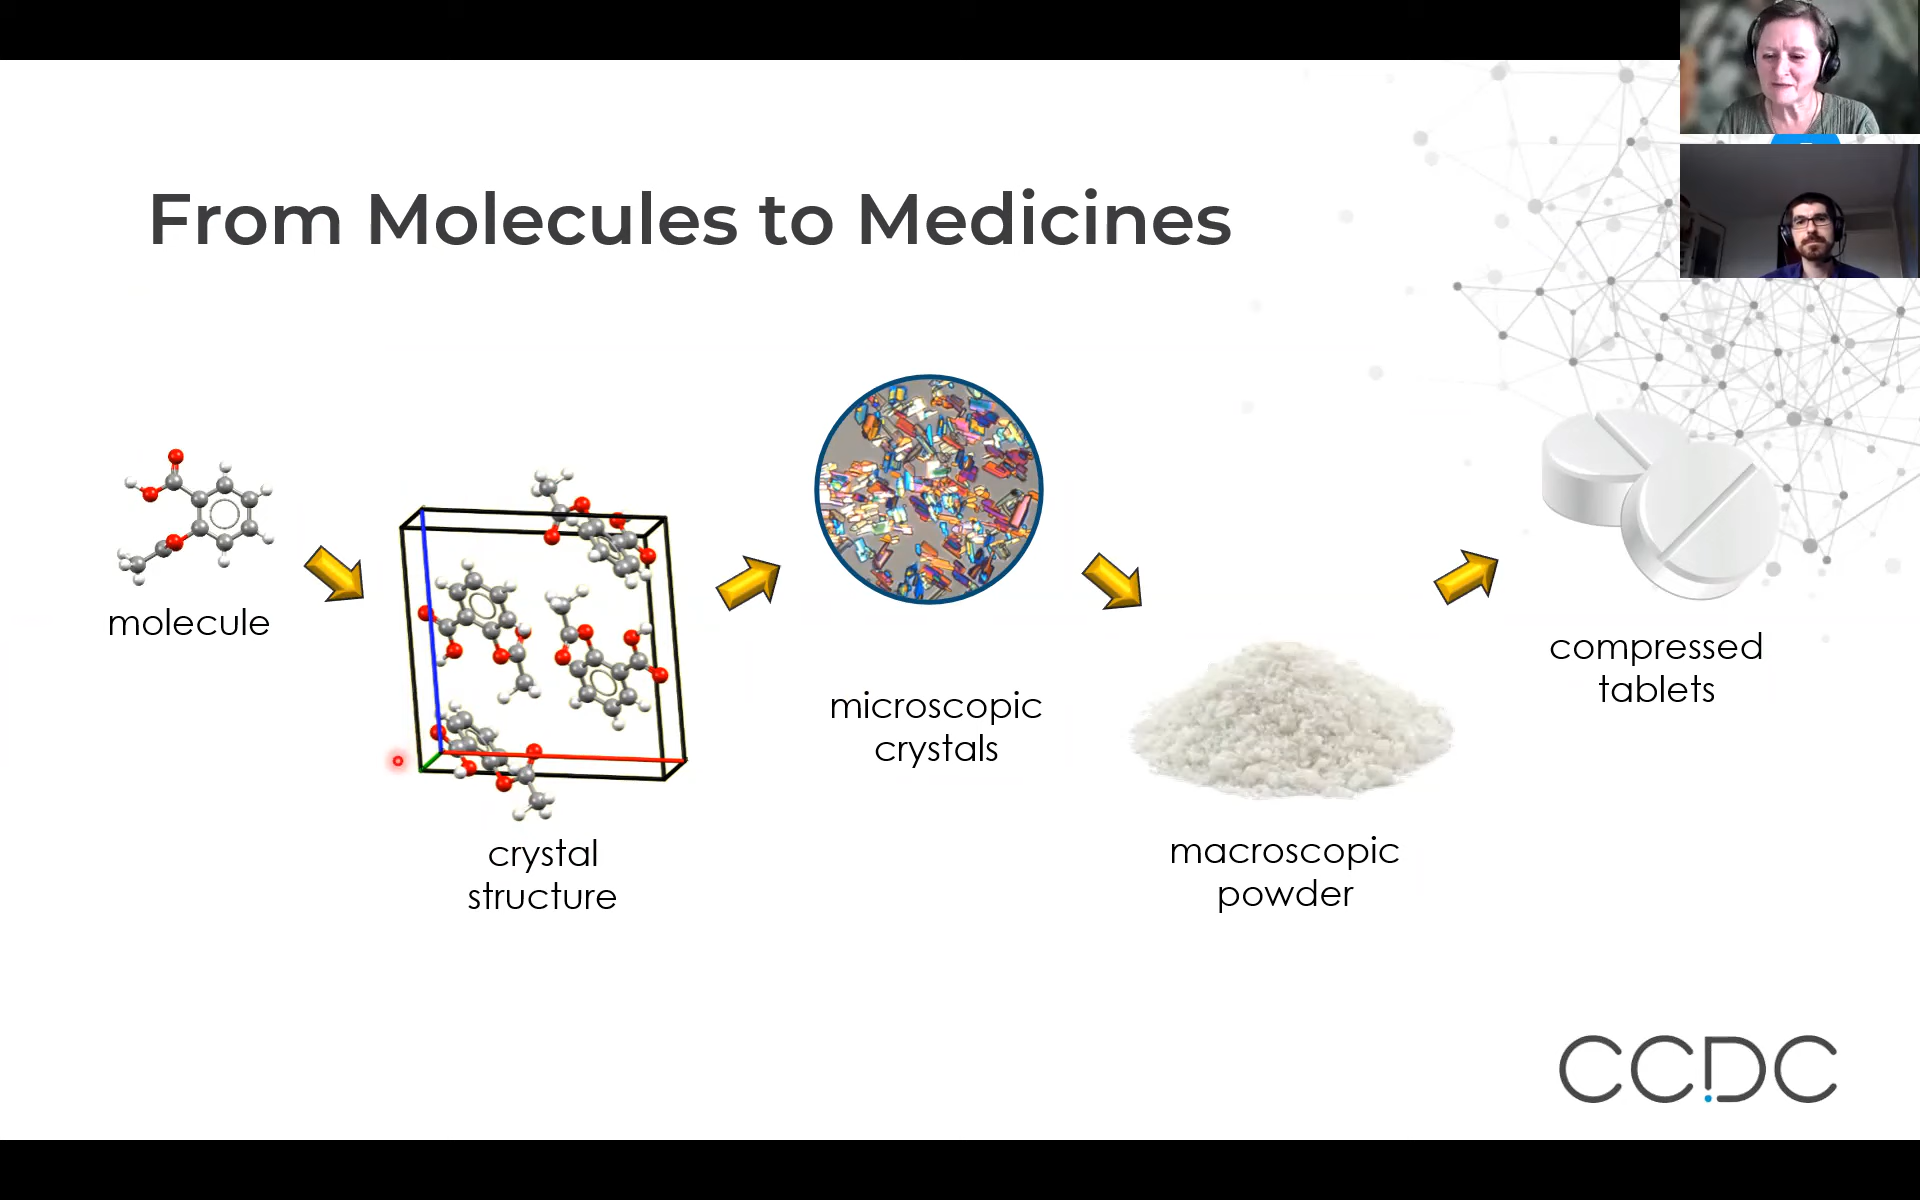 From Molecules to Medicines
molecule
crystal
structure
microscopic
crystals
macroscopic
powder
compressed
tablets
CCDC